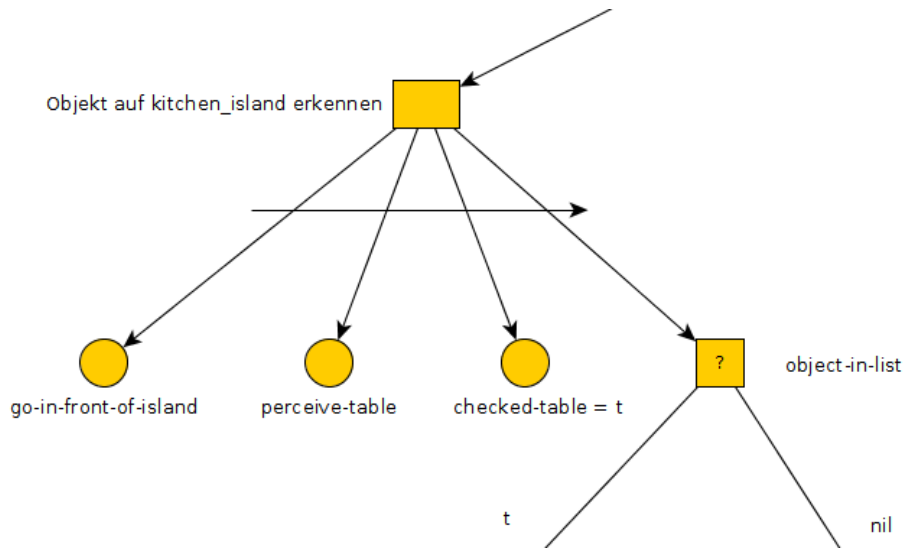 Objekt auf kitchen_island erkennen
?
object-in-list
go-in-front-of-island
perceive-table
checked-table = t
t
nil